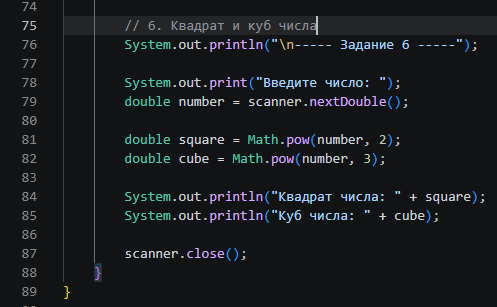 74
75 // 6. Квадрат и куб числа
76 System.out.println("\n----- Задание 6 -----");
77
78 System.out.print("Введите число: ");
79 double number = scanner.nextDouble();
80
81 double square = Math.pow(number, 2);
82 double cube = Math.pow(number, 3);
83
84 System.out.println("Квадрат числа: " + square);
85 System.out.println("Куб числа: " + cube);
86
87 scanner.close();
88 }
89 }